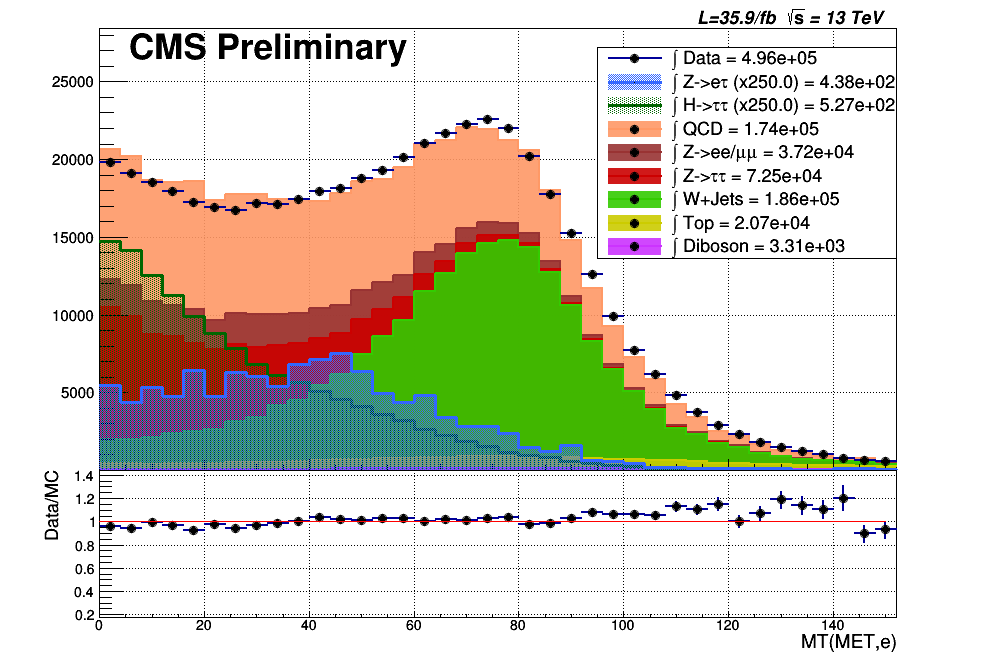 L=35.9/fb √s = 13 TeV
CMS Preliminary
∫ Data = 4.96e+05
∫ Z->eτ (x250.0) = 4.38e+02
∫ H->ττ (x250.0) = 5.27e+02
∫ QCD = 1.74e+05
∫ Z->ee/μμ = 3.72e+04
∫ Z->ττ = 7.25e+04
∫ W+Jets = 1.86e+05
∫ Top = 2.07e+04
∫ Diboson = 3.31e+03
25000
20000
15000
10000
5000
Data/MC
1.4
1.2
1
0.8
0.6
0.4
0.2
0 20 40 60 80 100 120 140
MT(MET,e)